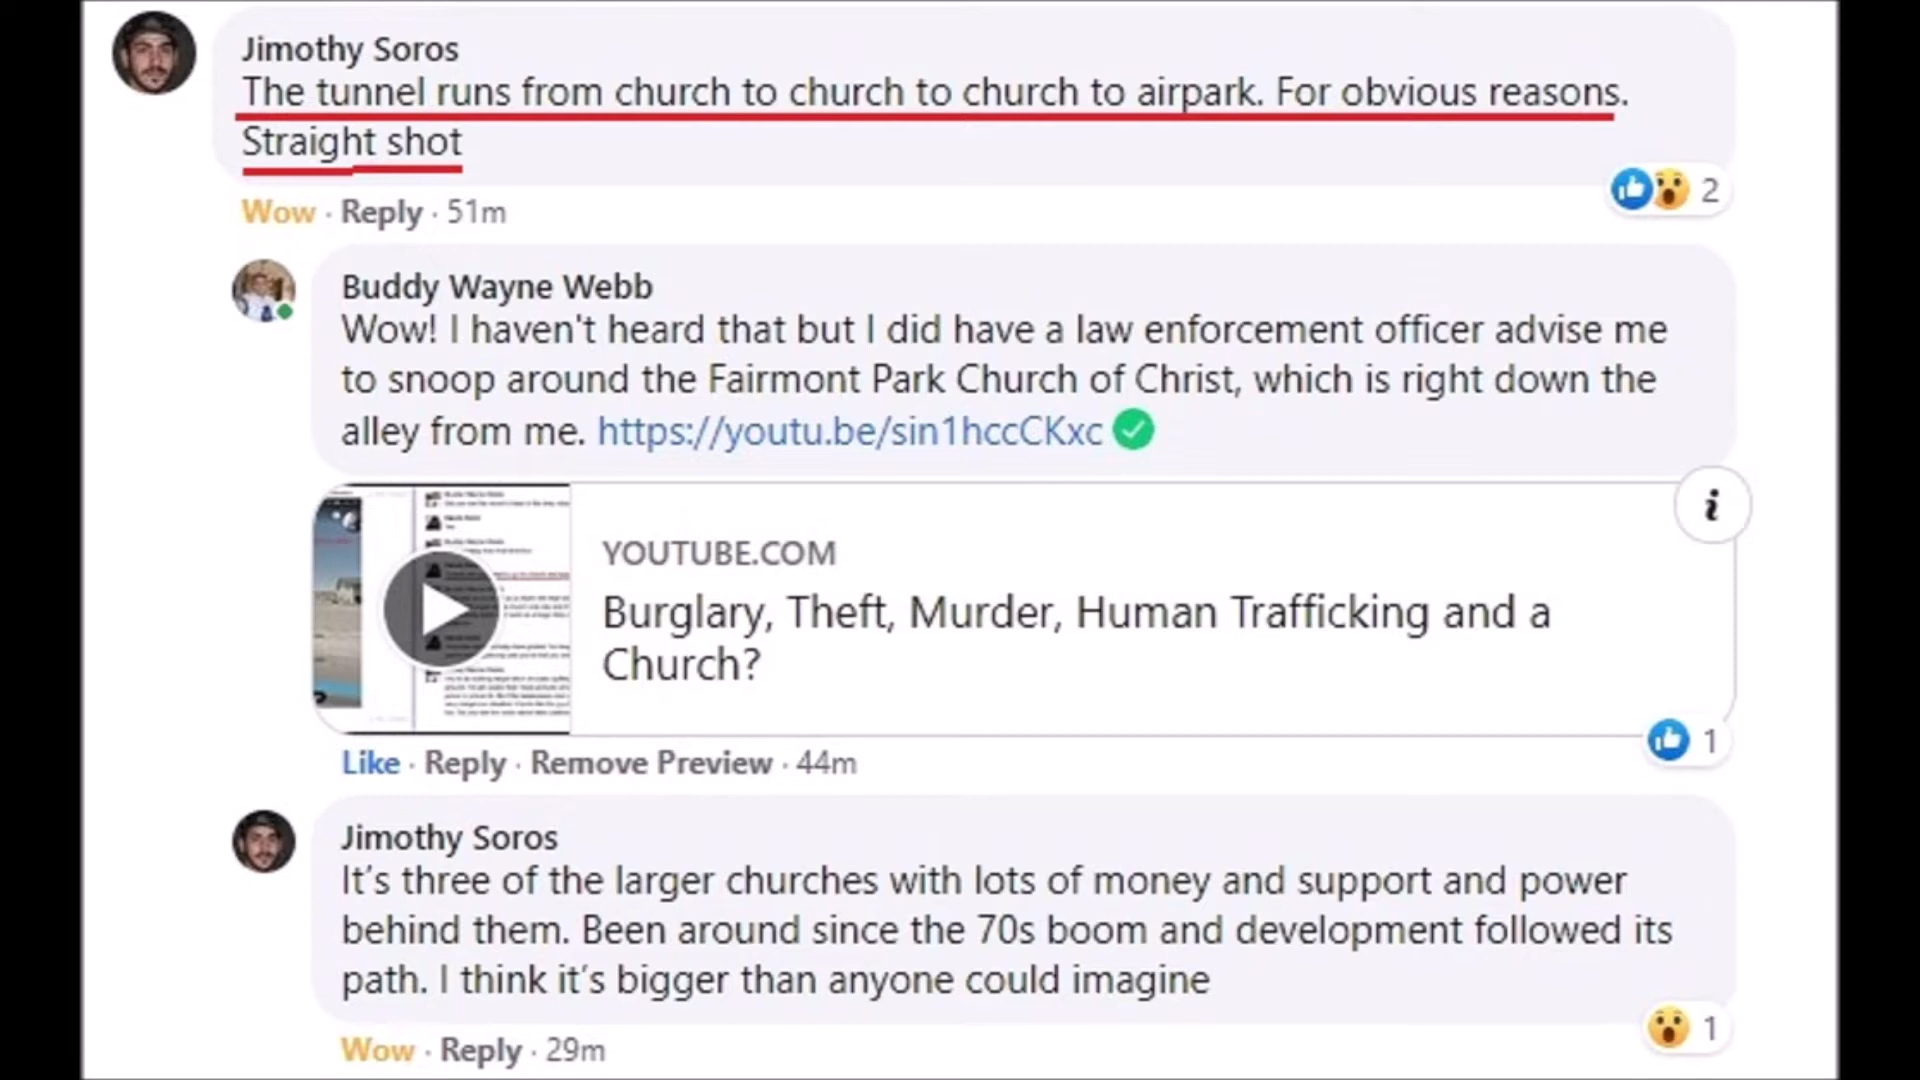 Jimothy Soros
The tunnel runs from church to church to church to airpark. For obvious reasons.
Straight shot
Wow · Reply · 51m
2
Buddy Wayne Webb
Wow! I haven't heard that but I did have a law enforcement officer advise me
to snoop around the Fairmont Park Church of Christ, which is right down the
alley from me. https://youtu.be/sin1hccCKxc
i
YOUTUBE.COM
Burglary, Theft, Murder, Human Trafficking and a
Church?
1
Like · Reply · Remove Preview · 44m
Jimothy Soros
It's three of the larger churches with lots of money and support and power
behind them. Been around since the 70s boom and development followed its
path. I think it's bigger than anyone could imagine
1
Wow · Reply · 29m